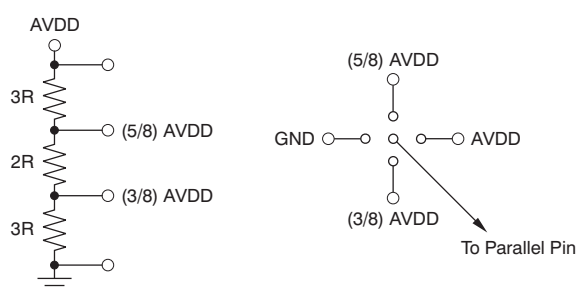 AVDD
3R
(5/8) AVDD
2R
(3/8) AVDD
3R
(5/8) AVDD
GND
AVDD
(3/8) AVDD
To Parallel Pin